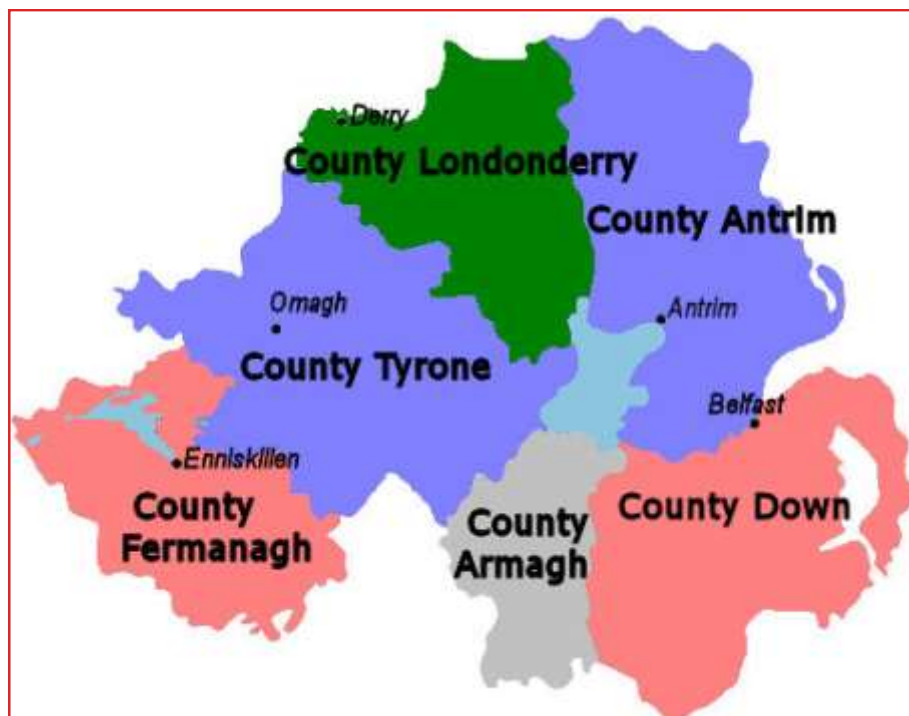 Derry
County Londonderry
County Antrim
Omagh
Antrim
County Tyrone
Belfast
Enniskillen
County
Fermanagh
County Down
County
Armagh